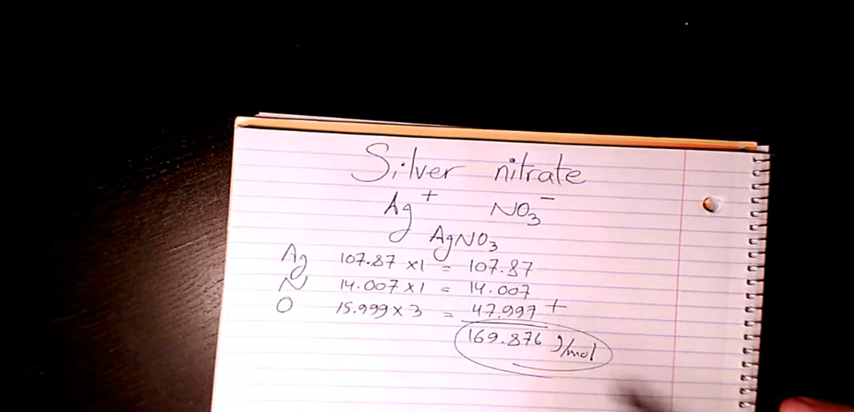 Silver nitrate
Ag⁺ NO₃⁻
AgNO₃
Ag 107.87 ×1 = 107.87
N 14.007 ×1 = 14.007
O 15.999 × 3 = 47.997 +
169.876 g/mol